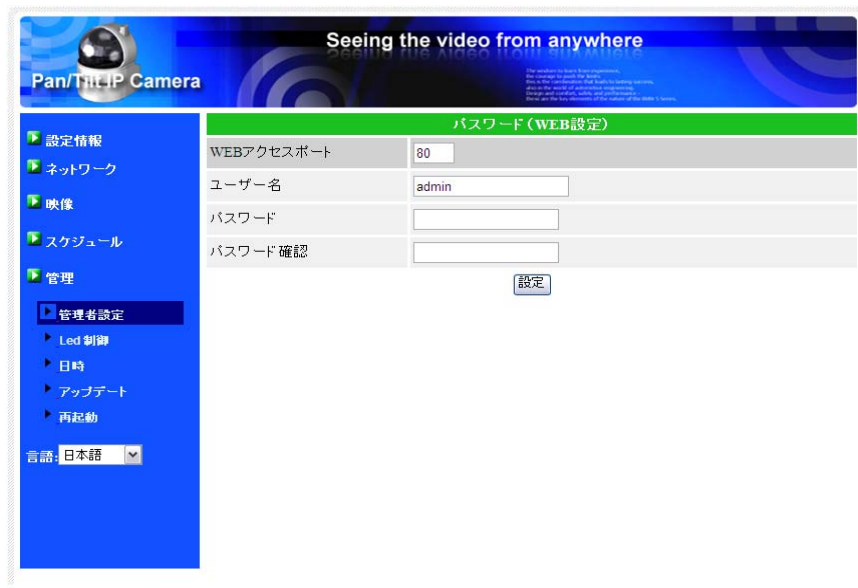 Seeing the video from anywhere
Pan/Tilt IP Camera
設定情報
ネットワーク
映像
スケジュール
管理
管理者設定
Led 制御
日時
アップデート
再起動
言語: 日本語
パスワード(WEB設定)
WEBアクセスポート 80
ユーザー名 admin
パスワード
パスワード確認
設定